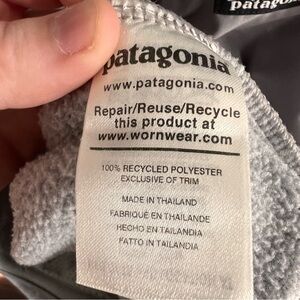 patagonia
patagonia
www.patagonia.com
Repair/Reuse/Recycle
this product at
www.wornwear.com
100% RECYCLED POLYESTER
EXCLUSIVE OF TRIM
MADE IN THAILAND
FABRIQUÉ EN THAÏLANDE
HECHO EN TAILANDIA
FATTO IN TAILANDIA